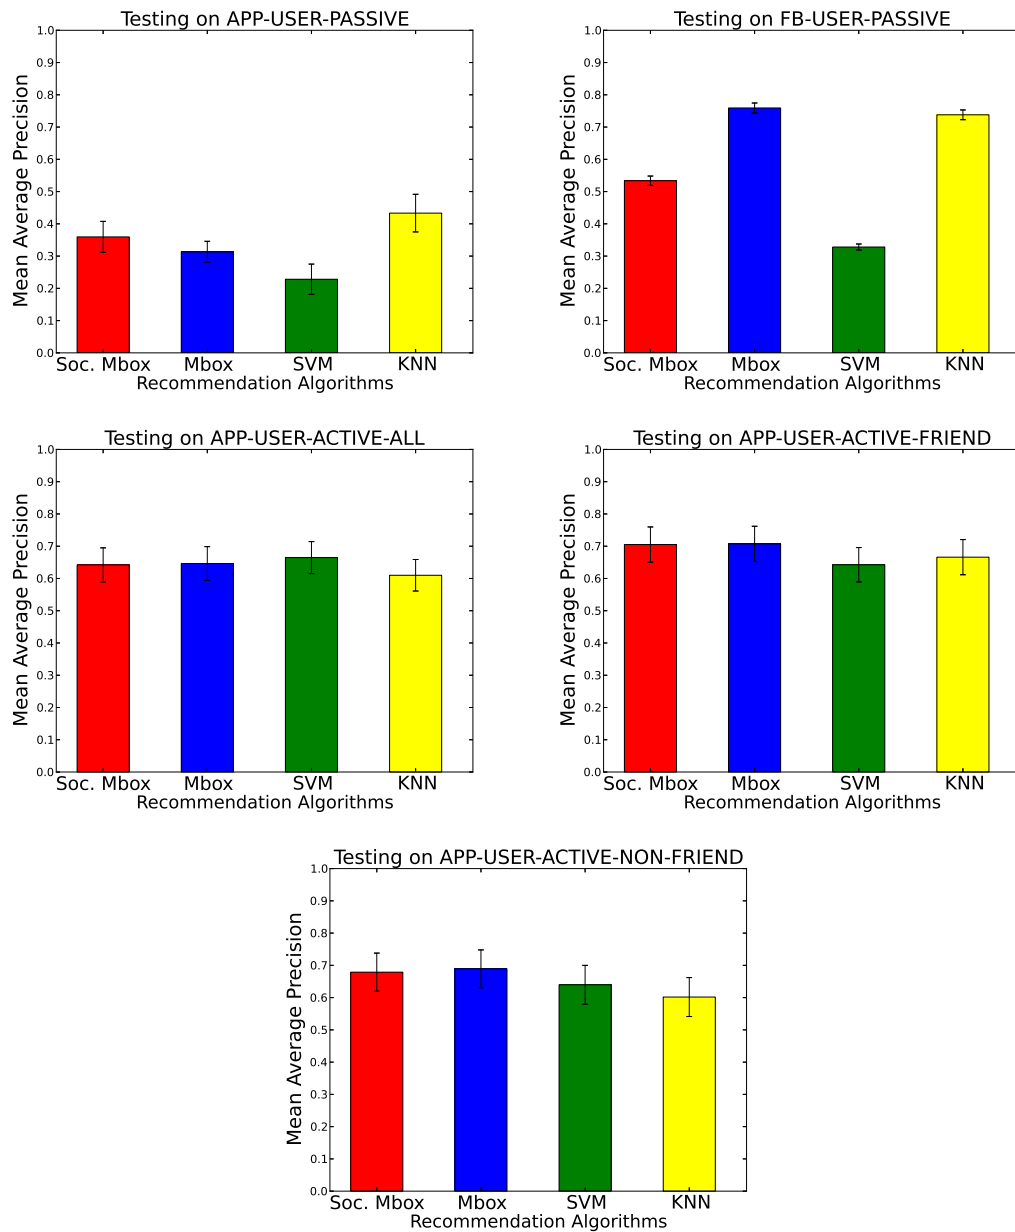 Testing on APP-USER-PASSIVE
1.0
0.9
0.8
0.7
0.6
0.5
0.4
0.3
0.2
0.1
0.0
Mean Average Precision
Soc. Mbox Mbox SVM KNN
Recommendation Algorithms
Testing on FB-USER-PASSIVE
1.0
0.9
0.8
0.7
0.6
0.5
0.4
0.3
0.2
0.1
0.0
Mean Average Precision
Soc. Mbox Mbox SVM KNN
Recommendation Algorithms
Testing on APP-USER-ACTIVE-ALL
1.0
0.9
0.8
0.7
0.6
0.5
0.4
0.3
0.2
0.1
0.0
Mean Average Precision
Soc. Mbox Mbox SVM KNN
Recommendation Algorithms
Testing on APP-USER-ACTIVE-FRIEND
1.0
0.9
0.8
0.7
0.6
0.5
0.4
0.3
0.2
0.1
0.0
Mean Average Precision
Soc. Mbox Mbox SVM KNN
Recommendation Algorithms
Testing on APP-USER-ACTIVE-NON-FRIEND
1.0
0.9
0.8
0.7
0.6
0.5
0.4
0.3
0.2
0.1
0.0
Mean Average Precision
Soc. Mbox Mbox SVM KNN
Recommendation Algorithms